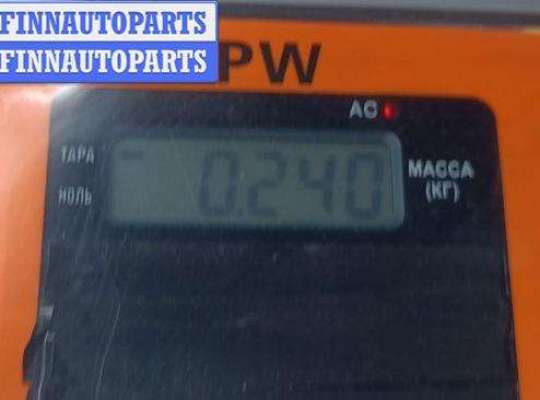 FINNAUTOPARTS
FINNAUTOPARTS
PW
AC
ТАРА
0.240
МАССА
(КГ)
НОЛЬ